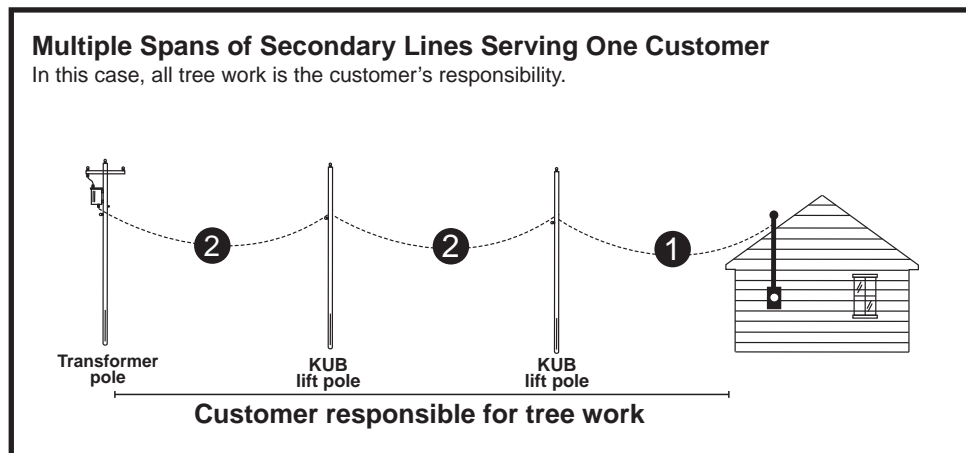 Multiple Spans of Secondary Lines Serving One Customer
In this case, all tree work is the customer’s responsibility.
2
2
1
Transformer
pole
KUB
lift pole
KUB
lift pole
Customer responsible for tree work